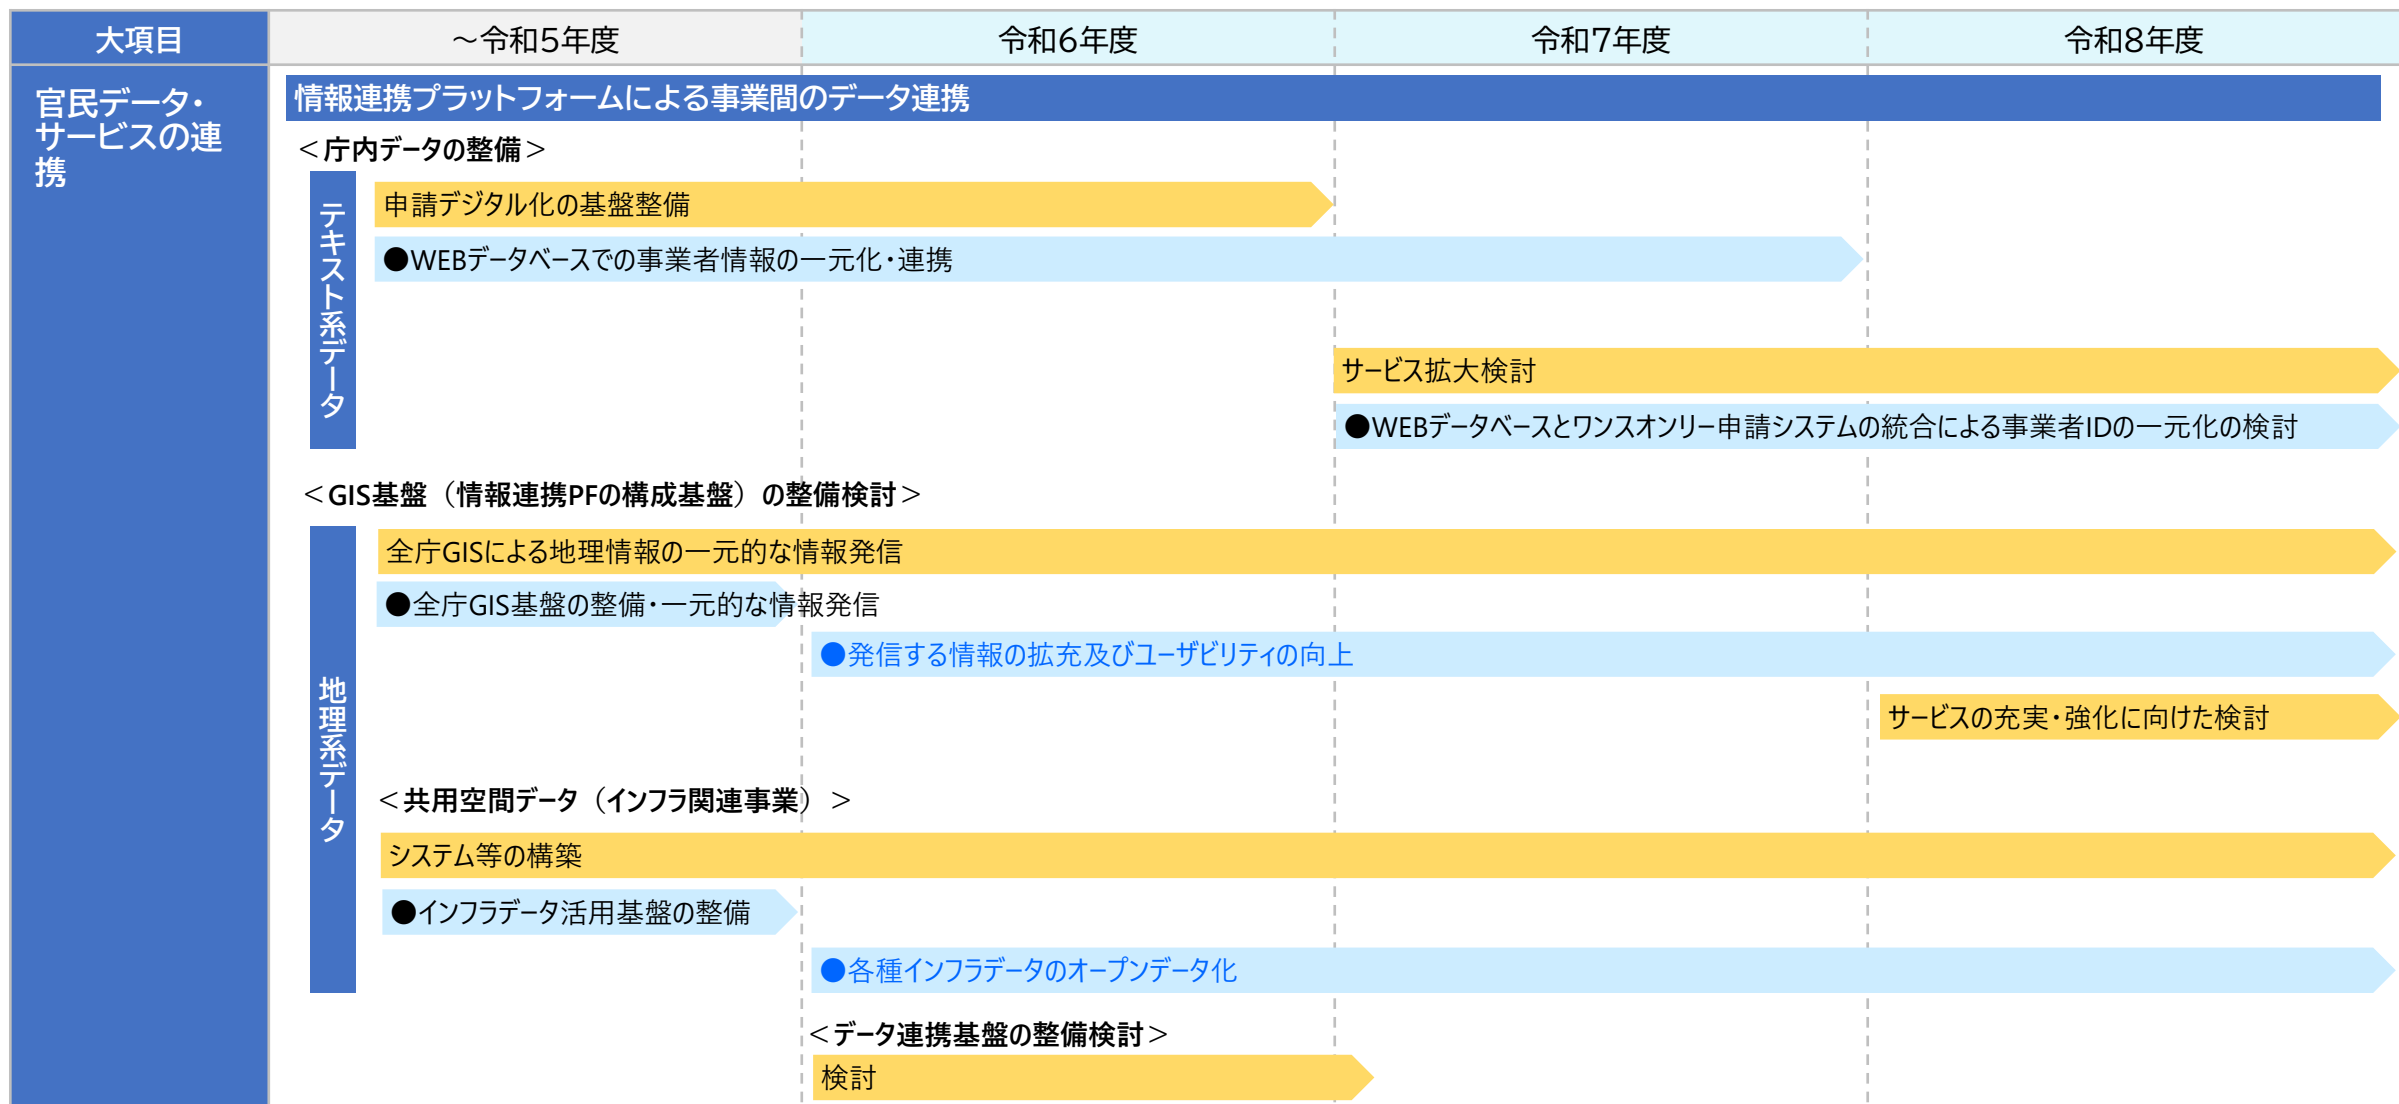 大項目
～令和5年度
令和6年度
令和7年度
令和8年度
官民データ・
サービスの連
携
情報連携プラットフォームによる事業間のデータ連携
＜庁内データの整備＞
テキスト系データ
申請デジタル化の基盤整備
●WEBデータベースでの事業者情報の一元化・連携
サービス拡大検討
●WEBデータベースとワンスオンリー申請システムの統合による事業者IDの一元化の検討
＜GIS基盤（情報連携PFの構成基盤）の整備検討＞
地理系データ
全庁GISによる地理情報の一元的な情報発信
●全庁GIS基盤の整備・一元的な情報発信
●発信する情報の拡充及びユーザビリティの向上
サービスの充実・強化に向けた検討
＜共用空間データ（インフラ関連事業）＞
システム等の構築
●インフラデータ活用基盤の整備
●各種インフラデータのオープンデータ化
＜データ連携基盤の整備検討＞
検討